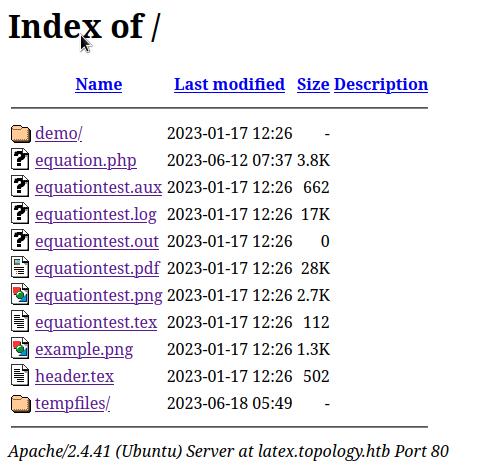 Index of /
Name Last modified Size Description
demo/ 2023-01-17 12:26 -
equation.php 2023-06-12 07:37 3.8K
equationtest.aux 2023-01-17 12:26 662
equationtest.log 2023-01-17 12:26 17K
equationtest.out 2023-01-17 12:26 0
equationtest.pdf 2023-01-17 12:26 28K
equationtest.png 2023-01-17 12:26 2.7K
equationtest.tex 2023-01-17 12:26 112
example.png 2023-01-17 12:26 1.3K
header.tex 2023-01-17 12:26 502
tempfiles/ 2023-06-18 05:49 -
Apache/2.4.41 (Ubuntu) Server at latex.topology.htb Port 80